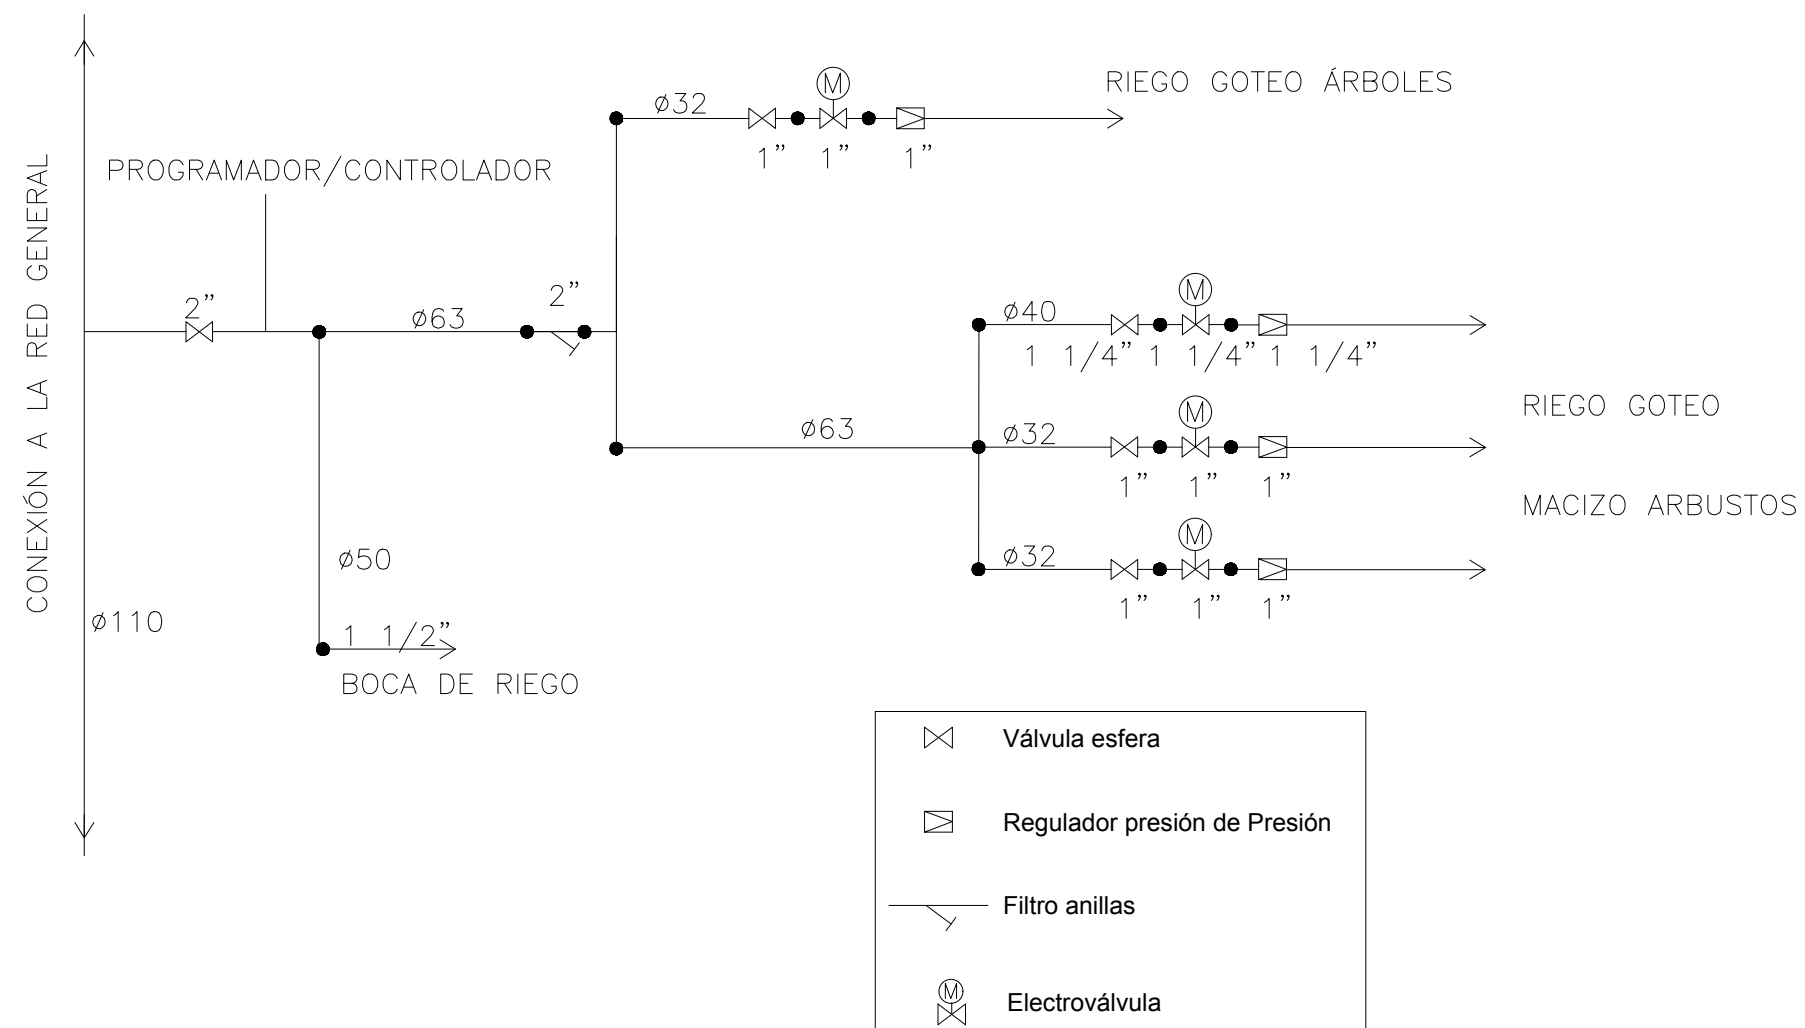 CONEXIÓN A LA RED GENERAL
ø110
PROGRAMADOR/CONTROLADOR
2”
ø63
2”
ø50
1 1/2”
BOCA DE RIEGO
ø32
M
1” 1” 1”
RIEGO GOTEO ÁRBOLES
ø63
ø40
M
1 1/4” 1 1/4” 1 1/4”
ø32
M
1” 1” 1”
ø32
M
1” 1” 1”
RIEGO GOTEO
MACIZO ARBUSTOS
Válvula esfera
Regulador presión de Presión
Filtro anillas
M
Electroválvula